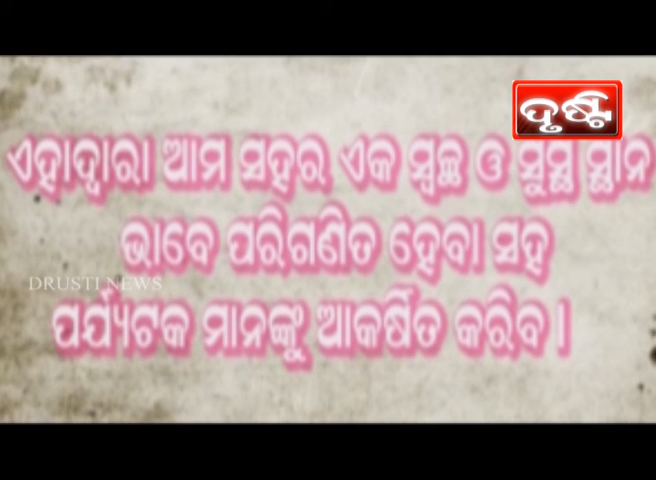 ଦୃଷ୍ଟି
ଏହାଦ୍ୱାରା ଆମ ସହର ଏକ ସ୍ୱଚ୍ଛ ଓ ସୁସ୍ଥ ସ୍ଥାନ
ଭାବେ ପରିଗଣିତ ହେବା ସହ
DRUSTI NEWS
ପର୍ଯ୍ୟଟକ ମାନଙ୍କୁ ଆକର୍ଷିତ କରିବ ।